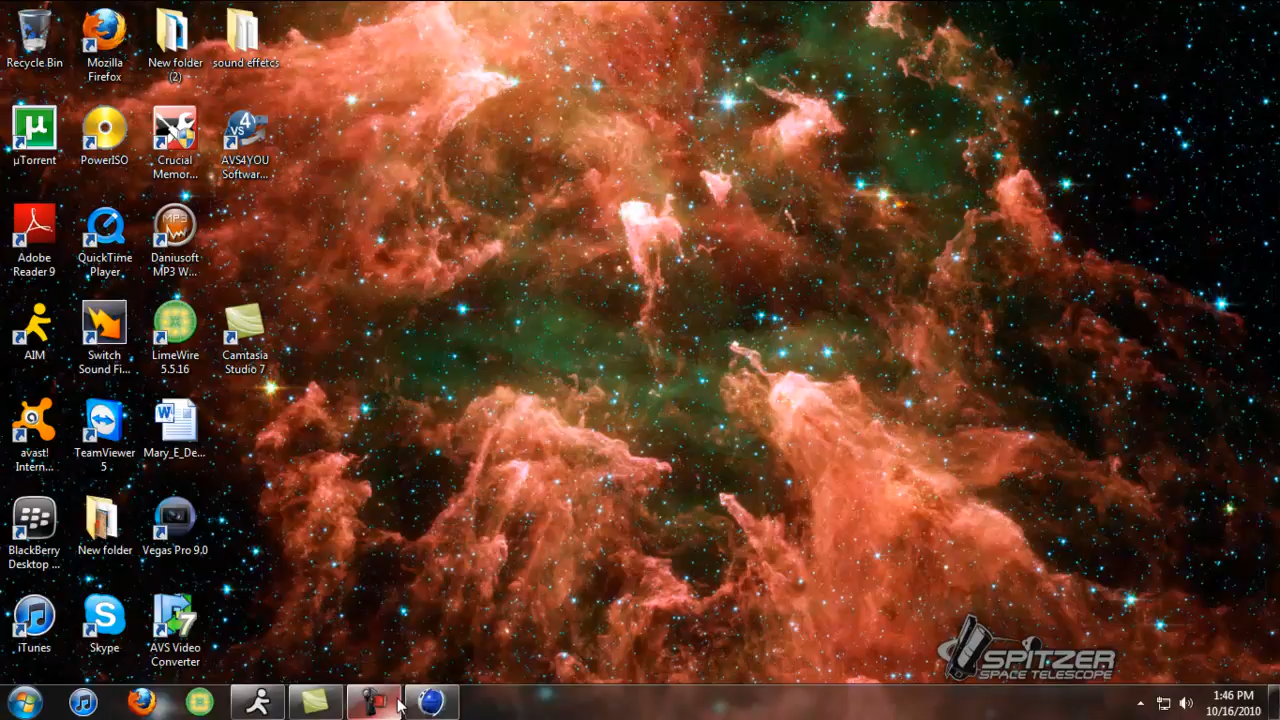 Recycle Bin
Mozilla
Firefox
New folder
(2)
sound effetcs
µTorrent
PowerISO
Crucial
Memor...
AVS4YOU
Softwar...
Adobe
Reader 9
QuickTime
Player
Daniusoft
MP3 W...
AIM
Switch
Sound Fi...
LimeWire
5.5.16
Camtasia
Studio 7
avast!
Intern...
TeamViewer
5
Mary_E_De...
BlackBerry
Desktop ...
New folder
Vegas Pro 9.0
iTunes
Skype
AVS Video
Converter
SPITZER
SPACE TELESCOPE
1:46 PM
10/16/2010